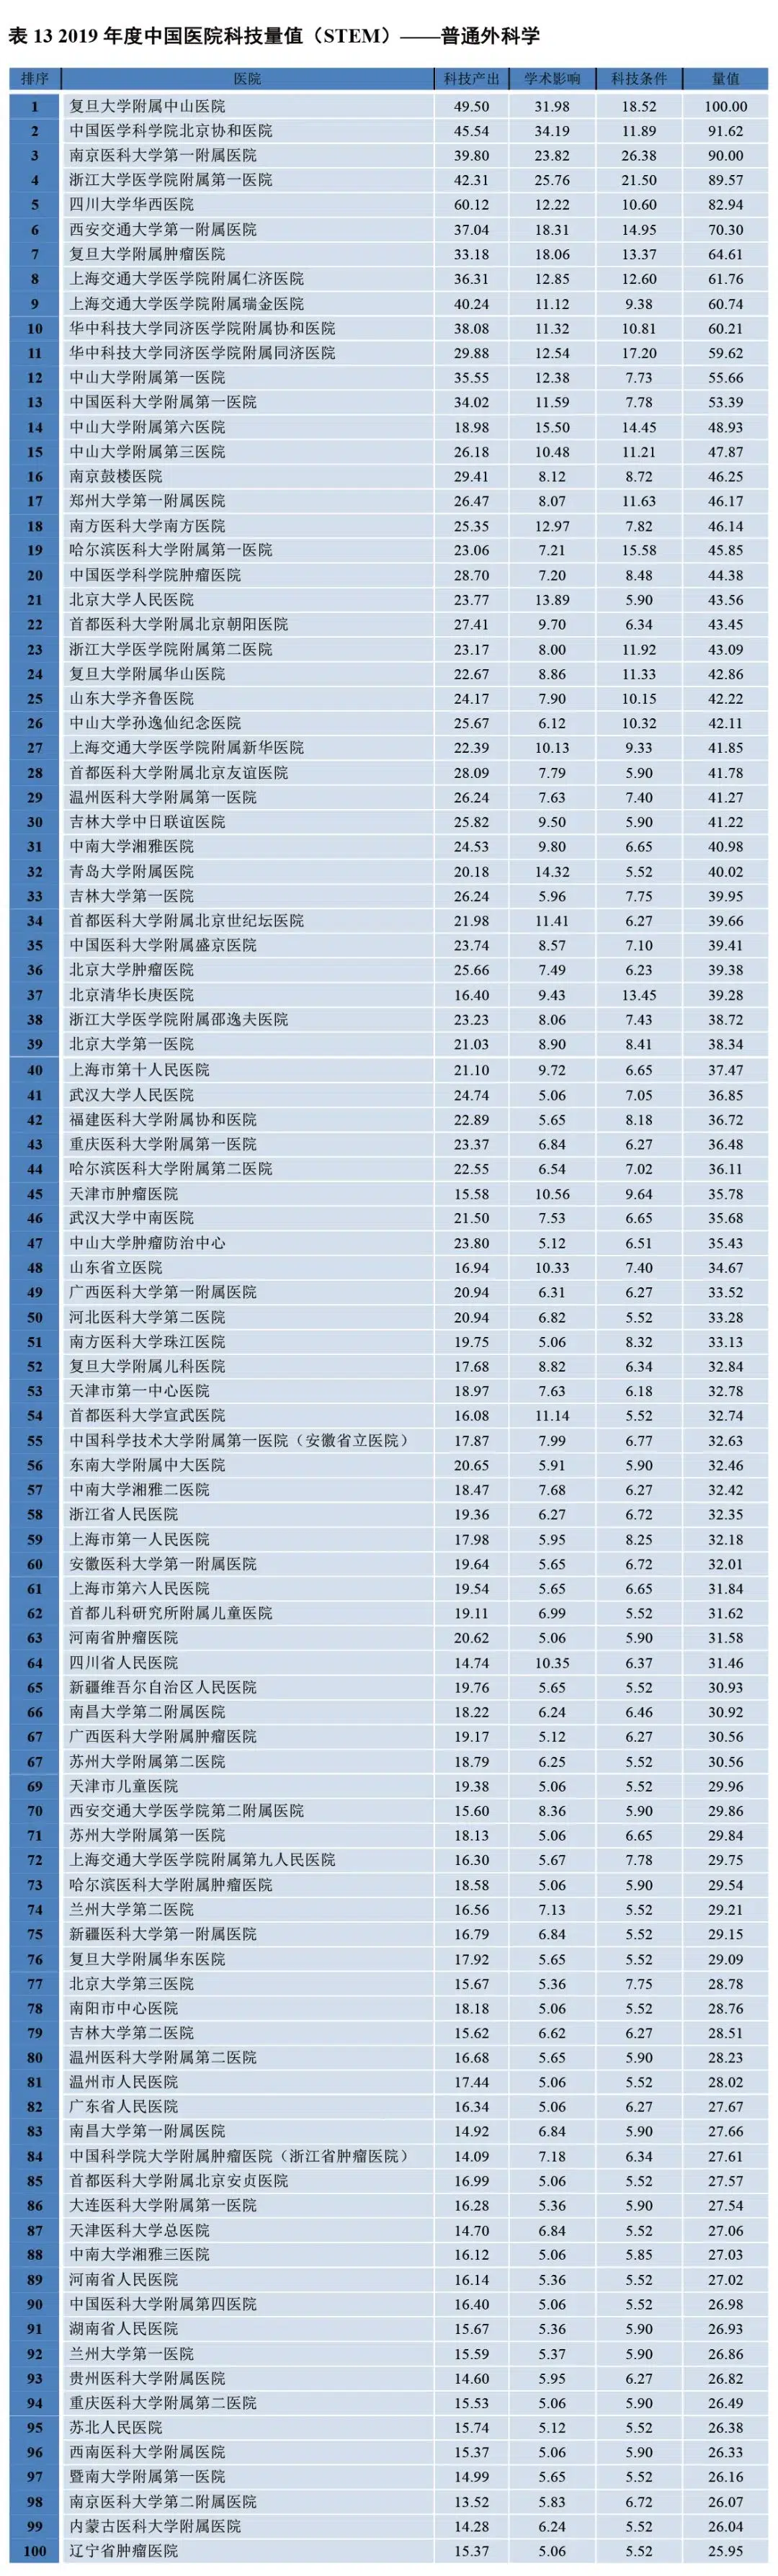 表 13 2019 年度中国医院科技量值（STEM）——普通外科学
排序 医院 科技产出 学术影响 科技条件 量值
1 复旦大学附属中山医院 49.50 31.98 18.52 100.00
2 中国医学科学院北京协和医院 45.54 34.19 11.89 91.62
3 南京医科大学第一附属医院 39.80 23.82 26.38 90.00
4 浙江大学医学院附属第一医院 42.31 25.76 21.50 89.57
5 四川大学华西医院 60.12 12.22 10.60 82.94
6 西安交通大学第一附属医院 37.04 18.31 14.95 70.30
7 复旦大学附属肿瘤医院 33.18 18.06 13.37 64.61
8 上海交通大学医学院附属仁济医院 36.31 12.85 12.60 61.76
9 上海交通大学医学院附属瑞金医院 40.24 11.12 9.38 60.74
10 华中科技大学同济医学院附属协和医院 38.08 11.32 10.81 60.21
11 华中科技大学同济医学院附属同济医院 29.88 12.54 17.20 59.62
12 中山大学附属第一医院 35.55 12.38 7.73 55.66
13 中国医科大学附属第一医院 34.02 11.59 7.78 53.39
14 中山大学附属第六医院 18.98 15.50 14.45 48.93
15 中山大学附属第三医院 26.18 10.48 11.21 47.87
16 南京鼓楼医院 29.41 8.12 8.72 46.25
17 郑州大学第一附属医院 26.47 8.07 11.63 46.17
18 南方医科大学南方医院 25.35 12.97 7.82 46.14
19 哈尔滨医科大学附属第一医院 23.06 7.21 15.58 45.85
20 中国医学科学院肿瘤医院 28.70 7.20 8.48 44.38
21 北京大学人民医院 23.77 13.89 5.90 43.56
22 首都医科大学附属北京朝阳医院 27.41 9.70 6.34 43.45
23 浙江大学医学院附属第二医院 23.17 8.00 11.92 43.09
24 复旦大学附属华山医院 22.67 8.86 11.33 42.86
25 山东大学齐鲁医院 24.17 7.90 10.15 42.22
26 中山大学孙逸仙纪念医院 25.67 6.12 10.32 42.11
27 上海交通大学医学院附属新华医院 22.39 10.13 9.33 41.85
28 首都医科大学附属北京友谊医院 28.09 7.79 5.90 41.78
29 温州医科大学附属第一医院 26.24 7.63 7.40 41.27
30 吉林大学中日联谊医院 25.82 9.50 5.90 41.22
31 中南大学湘雅医院 24.53 9.80 6.65 40.98
32 青岛大学附属医院 20.18 14.32 5.52 40.02
33 吉林大学第一医院 26.24 5.96 7.75 39.95
34 首都医科大学附属北京世纪坛医院 21.98 11.41 6.27 39.66
35 中国医科大学附属盛京医院 23.74 8.57 7.10 39.41
36 北京大学肿瘤医院 25.66 7.49 6.23 39.38
37 北京清华长庚医院 16.40 9.43 13.45 39.28
38 浙江大学医学院附属邵逸夫医院 23.23 8.06 7.43 38.72
39 北京大学第一医院 21.03 8.90 8.41 38.34
40 上海市第十人民医院 21.10 9.72 6.65 37.47
41 武汉大学人民医院 24.74 5.06 7.05 36.85
42 福建医科大学附属协和医院 22.89 5.65 8.18 36.72
43 重庆医科大学附属第一医院 23.37 6.84 6.27 36.48
44 哈尔滨医科大学附属第二医院 22.55 6.54 7.02 36.11
45 天津市肿瘤医院 15.58 10.56 9.64 35.78
46 武汉大学中南医院 21.50 7.53 6.65 35.68
47 中山大学肿瘤防治中心 23.80 5.12 6.51 35.43
48 山东省立医院 16.94 10.33 7.40 34.67
49 广西医科大学第一附属医院 20.94 6.31 6.27 33.52
50 河北医科大学第二医院 20.94 6.82 5.52 33.28
51 南方医科大学珠江医院 19.75 5.06 8.32 33.13
52 复旦大学附属儿科医院 17.68 8.82 6.34 32.84
53 天津市第一中心医院 18.97 7.63 6.18 32.78
54 首都医科大学宣武医院 16.08 11.14 5.52 32.74
55 中国科学技术大学附属第一医院（安徽省立医院） 17.87 7.99 6.77 32.63
56 东南大学附属中大医院 20.65 5.91 5.90 32.46
57 中南大学湘雅二医院 18.47 7.68 6.27 32.42
58 浙江省人民医院 19.36 6.27 6.72 32.35
59 上海市第一人民医院 17.98 5.95 8.25 32.18
60 安徽医科大学第一附属医院 19.64 5.65 6.72 32.01
61 上海市第六人民医院 19.54 5.65 6.65 31.84
62 首都儿科研究所附属儿童医院 19.11 6.99 5.52 31.62
63 河南省肿瘤医院 20.62 5.06 5.90 31.58
64 四川省人民医院 14.74 10.35 6.37 31.46
65 新疆维吾尔自治区人民医院 19.76 5.65 5.52 30.93
66 南昌大学第二附属医院 18.22 6.24 6.46 30.92
67 广西医科大学附属肿瘤医院 19.17 5.12 6.27 30.56
67 苏州大学附属第二医院 18.79 6.25 5.52 30.56
69 天津市儿童医院 19.38 5.06 5.52 29.96
70 西安交通大学医学院第二附属医院 15.60 8.36 5.90 29.86
71 苏州大学附属第一医院 18.13 5.06 6.65 29.84
72 上海交通大学医学院附属第九人民医院 16.30 5.67 7.78 29.75
73 哈尔滨医科大学附属肿瘤医院 18.58 5.06 5.90 29.54
74 兰州大学第二医院 16.56 7.13 5.52 29.21
75 新疆医科大学第一附属医院 16.79 6.84 5.52 29.15
76 复旦大学附属华东医院 17.92 5.65 5.52 29.09
77 北京大学第三医院 15.67 5.36 7.75 28.78
78 南阳市中心医院 18.18 5.06 5.52 28.76
79 吉林大学第二医院 15.62 6.62 6.27 28.51
80 温州医科大学附属第二医院 16.68 5.65 5.90 28.23
81 温州市人民医院 17.44 5.06 5.52 28.02
82 广东省人民医院 16.34 5.06 6.27 27.67
83 南昌大学第一附属医院 14.92 6.84 5.90 27.66
84 中国科学院大学附属肿瘤医院（浙江省肿瘤医院） 14.09 7.18 6.34 27.61
85 首都医科大学附属北京安贞医院 16.99 5.06 5.52 27.57
86 大连医科大学附属第一医院 16.28 5.36 5.90 27.54
87 天津医科大学总医院 14.70 6.84 5.52 27.06
88 中南大学湘雅三医院 16.12 5.06 5.85 27.03
89 河南省人民医院 16.14 5.36 5.52 27.02
90 中国医科大学附属第四医院 16.40 5.06 5.52 26.98
91 湖南省人民医院 15.67 5.36 5.90 26.93
92 兰州大学第一医院 15.59 5.37 5.90 26.86
93 贵州医科大学附属医院 14.60 5.95 6.27 26.82
94 重庆医科大学附属第二医院 15.53 5.06 5.90 26.49
95 苏北人民医院 15.74 5.12 5.52 26.38
96 西南医科大学附属医院 15.37 5.06 5.90 26.33
97 暨南大学附属第一医院 14.99 5.65 5.52 26.16
98 南京医科大学第二附属医院 13.52 5.83 6.72 26.07
99 内蒙古医科大学附属医院 14.28 6.24 5.52 26.04
100 辽宁省肿瘤医院 15.37 5.06 5.52 25.95